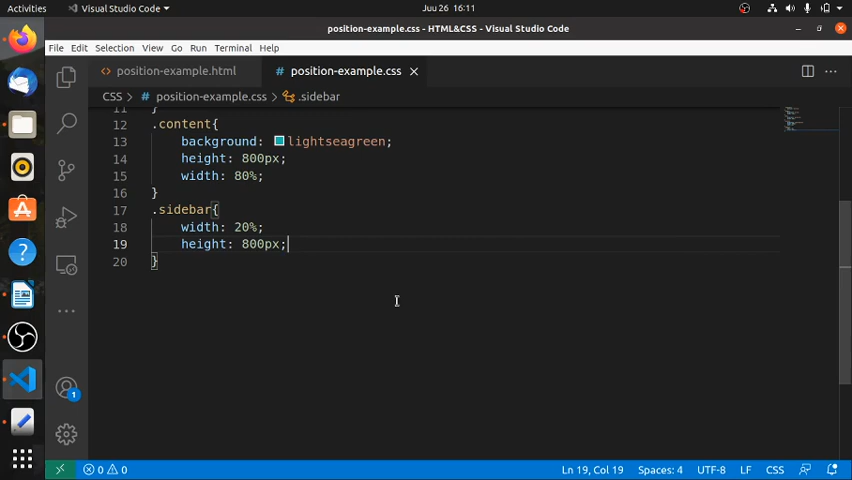 Activities
Visual Studio Code
Juu 26 16:11
position-example.css - HTML&CSS - Visual Studio Code
File Edit Selection View Go Run Terminal Help
position-example.html
# position-example.css
CSS > # position-example.css > .sidebar
11 }
12 .content{
13 background: lightseagreen;
14 height: 800px;
15 width: 80%;
16 }
17 .sidebar{
18 width: 20%;
19 height: 800px;
20 }
1
0 0
Ln 19, Col 19 Spaces: 4 UTF-8 LF CSS